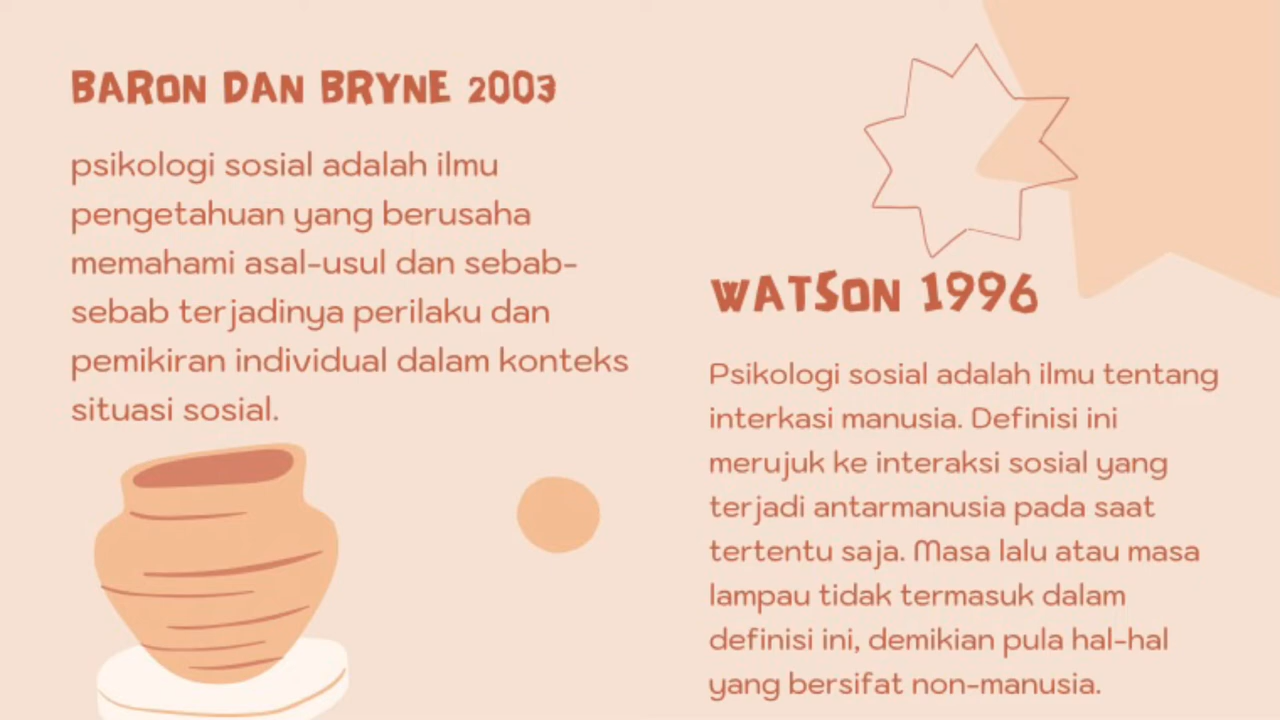 BARON DAN BRYNE 2003
psikologi sosial adalah ilmu
pengetahuan yang berusaha
memahami asal-usul dan sebab-
sebab terjadinya perilaku dan
pemikiran individual dalam konteks
situasi sosial.
WATSON 1996
Psikologi sosial adalah ilmu tentang
interkasi manusia. Definisi ini
merujuk ke interaksi sosial yang
terjadi antarmanusia pada saat
tertentu saja. Masa lalu atau masa
lampau tidak termasuk dalam
definisi ini, demikian pula hal-hal
yang bersifat non-manusia.